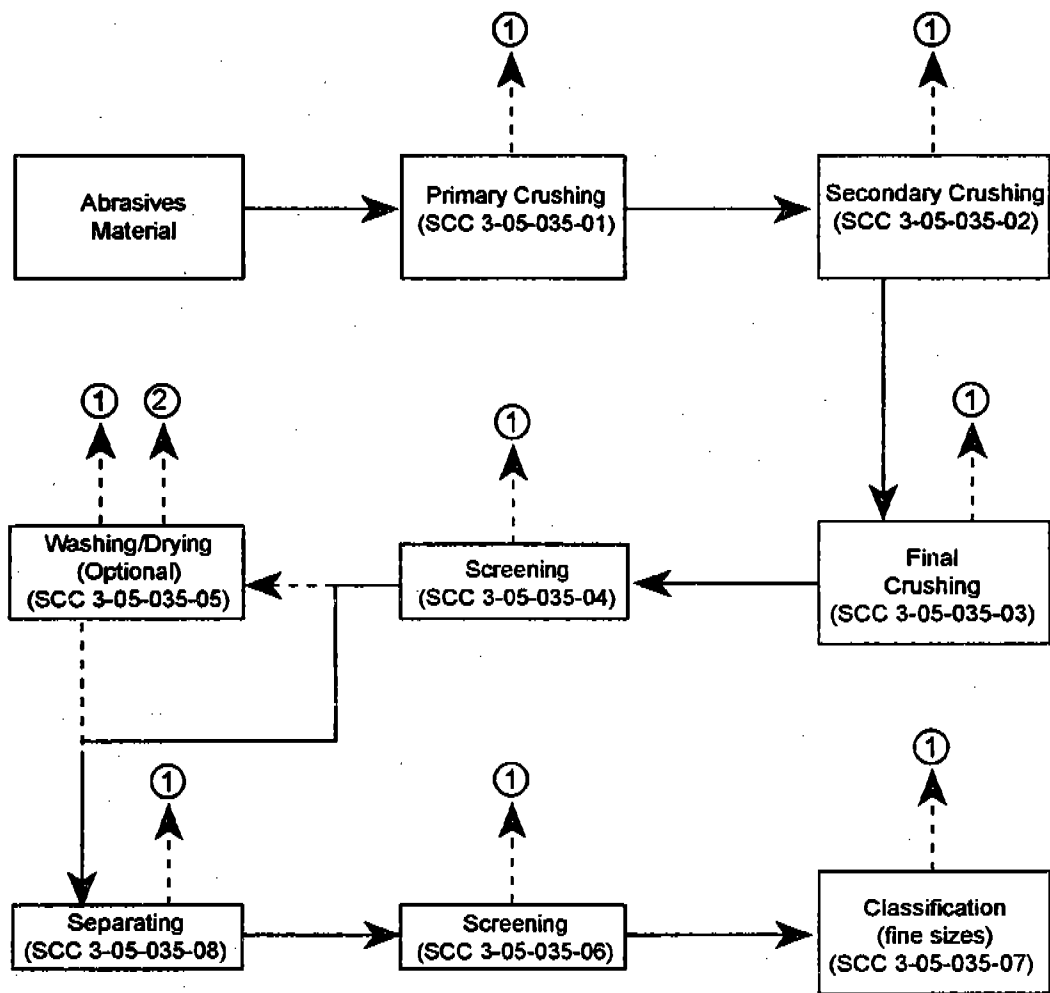 ①
①
Abrasives
Material
Primary Crushing
(SCC 3-05-035-01)
Secondary Crushing
(SCC 3-05-035-02)
①
②
①
①
Washing/Drying
(Optional)
(SCC 3-05-035-05)
Screening
(SCC 3-05-035-04)
Final
Crushing
(SCC 3-05-035-03)
①
①
①
Separating
(SCC 3-05-035-08)
Screening
(SCC 3-05-035-06)
Classification
(fine sizes)
(SCC 3-05-035-07)